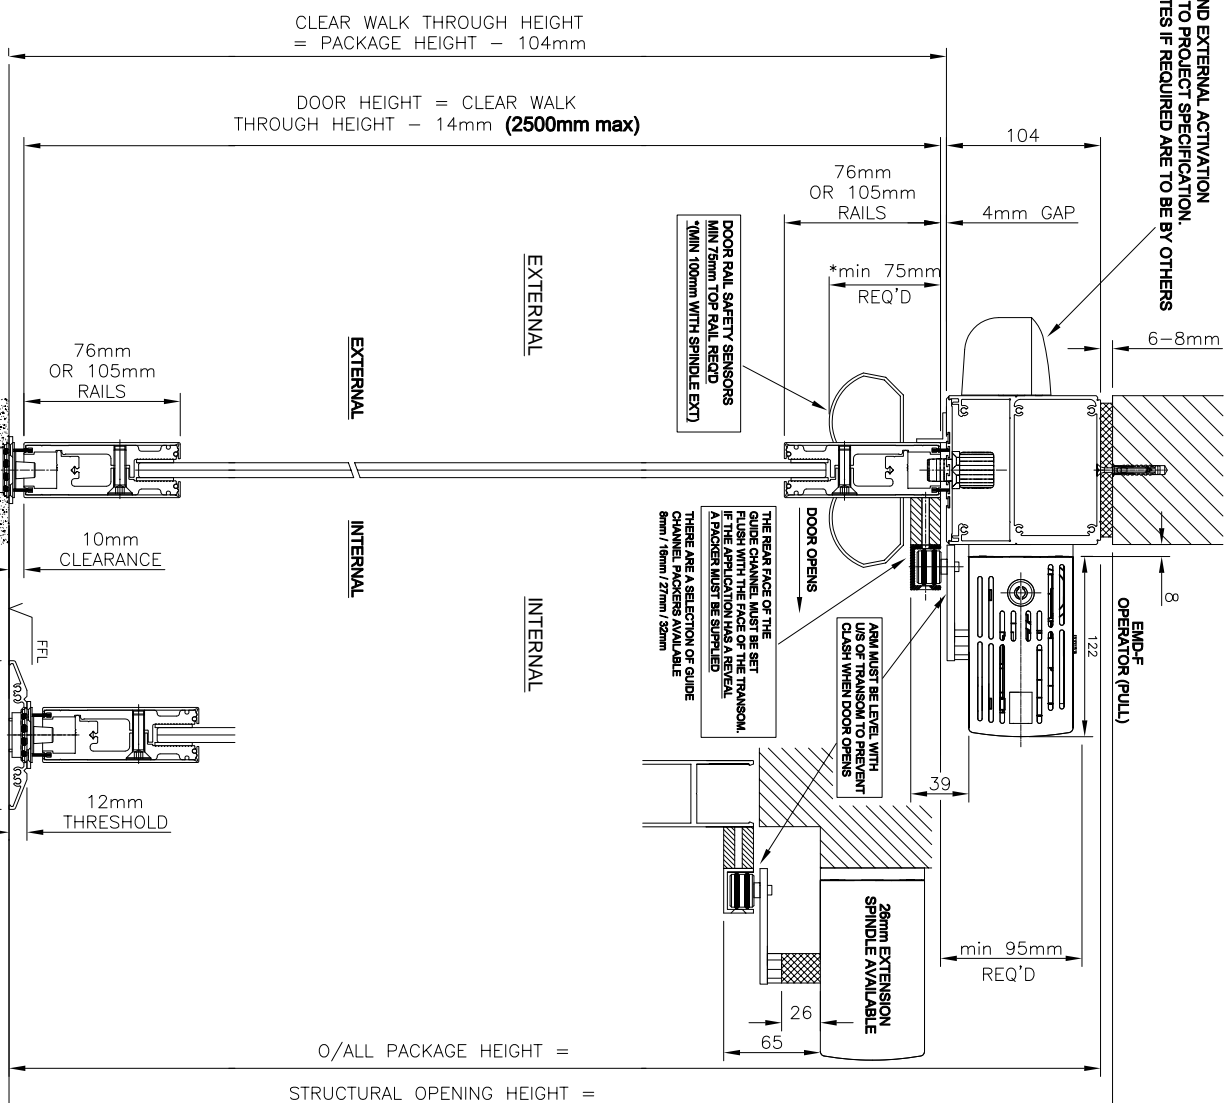 CLEAR WALK THROUGH HEIGHT
= PACKAGE HEIGHT - 104mm
DOOR HEIGHT = CLEAR WALK
THROUGH HEIGHT - 14mm (2500mm max)
ND EXTERNAL ACTIVATION
TO PROJECT SPECIFICATION.
TES IF REQUIRED ARE TO BE BY OTHERS
104
76mm
OR 105mm
RAILS
4mm GAP
*min 75mm
REQ'D
6-8mm
DOOR RAIL SAFETY SENSORS
MIN 75mm TOP RAIL REQ'D
*(MIN 100mm WITH SPINDLE EXT)
EXTERNAL
EXTERNAL
76mm
OR 105mm
RAILS
10mm
CLEARANCE
INTERNAL
INTERNAL
DOOR OPENS
THE REAR FACE OF THE
GUIDE CHANNEL MUST BE SET
FLUSH WITH THE FACE OF THE TRANSOM.
IF THE APPLICATION HAS A REVEAL
A PACKER MUST BE SUPPLIED
THERE ARE A SELECTION OF GUIDE
CHANNEL PACKERS AVAILABLE
8mm / 16mm / 27mm / 32mm
ARM MUST BE LEVEL WITH
U/S OF TRANSOM TO PREVENT
CLASH WHEN DOOR OPENS
8
122
EMD-F
OPERATOR (PULL)
FFL
39
12mm
THRESHOLD
26mm EXTENSION
SPINDLE AVAILABLE
min 95mm
REQ'D
26
65
O/ALL PACKAGE HEIGHT =
STRUCTURAL OPENING HEIGHT =